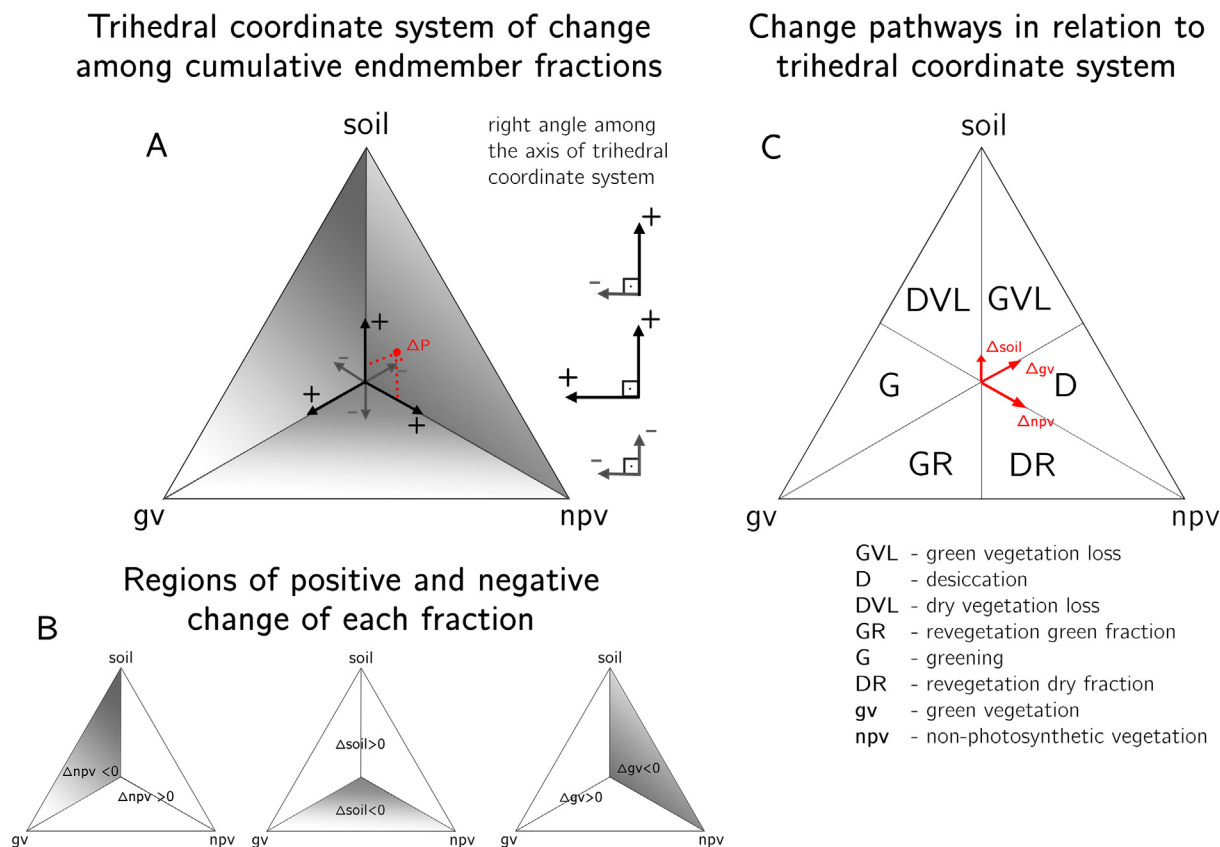 Trihedral coordinate system of change
among cumulative endmember fractions
A
soil
right angle among
the axis of trihedral
coordinate system
+
-
+
+
-
-
+
-
-
-
+
+
ΔP
gv
npv
Regions of positive and negative
change of each fraction
B
soil
Δnpv <0
Δnpv >0
gv
npv
soil
Δsoil>0
Δsoil<0
gv
npv
soil
Δgv<0
Δgv>0
gv
npv
Change pathways in relation to
trihedral coordinate system
C
soil
DVL
GVL
Δsoil
Δgv
G
D
Δnpv
GR
DR
gv
npv
GVL - green vegetation loss
D - desiccation
DVL - dry vegetation loss
GR - revegetation green fraction
G - greening
DR - revegetation dry fraction
gv - green vegetation
npv - non-photosynthetic vegetation